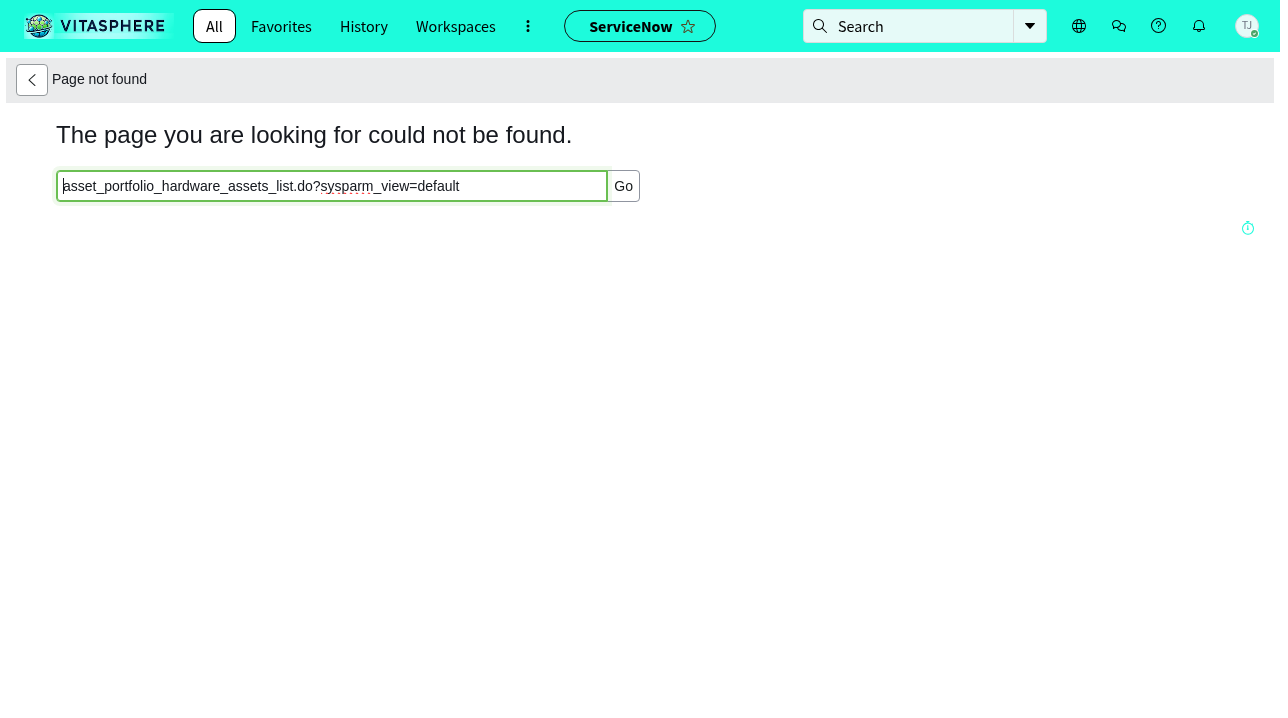 VITASPHERE
All
Favorites
History
Workspaces
ServiceNow
Search
TJ
Page not found
The page you are looking for could not be found.
asset_portfolio_hardware_assets_list.do?sysparm_view=default
Go